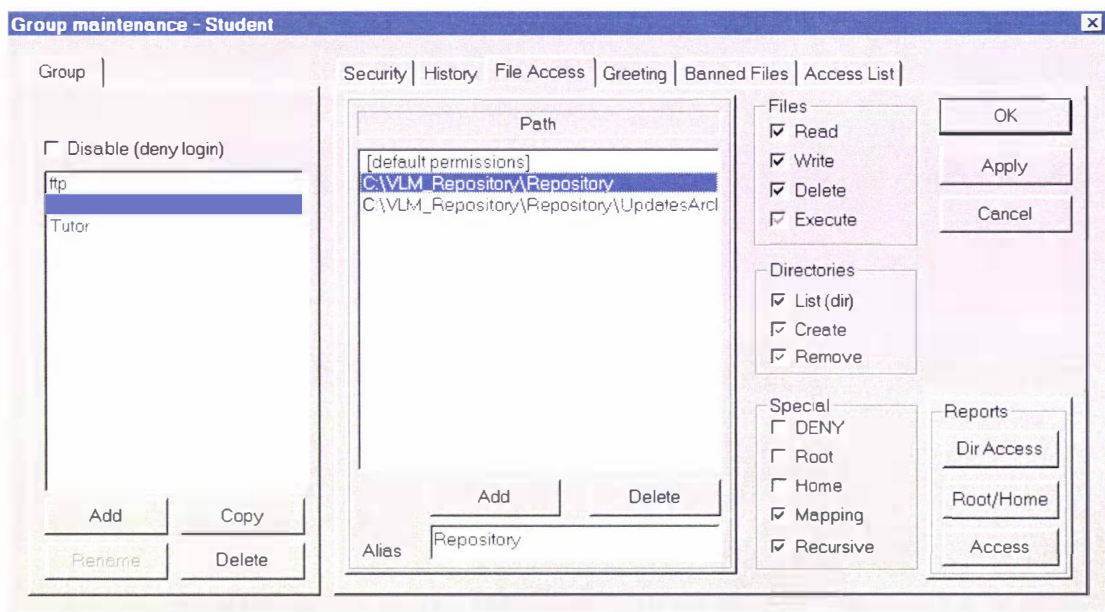 Group maintenance - Student
Group
Disable (deny login)
ftp
Tutor
Add
Copy
Rename
Delete
Security
History
File Access
Greeting
Banned Files
Access List
Path
[default permissions]
C:\VLM_Repository\Repository
C:\VLM_Repository\Repository\UpdatesArcl
Add
Delete
Alias
Repository
Files
Read
Write
Delete
Execute
Directories
List (dir)
Create
Remove
Special
DENY
Root
Home
Mapping
Recursive
OK
Apply
Cancel
Reports
Dir Access
Root/Home
Access